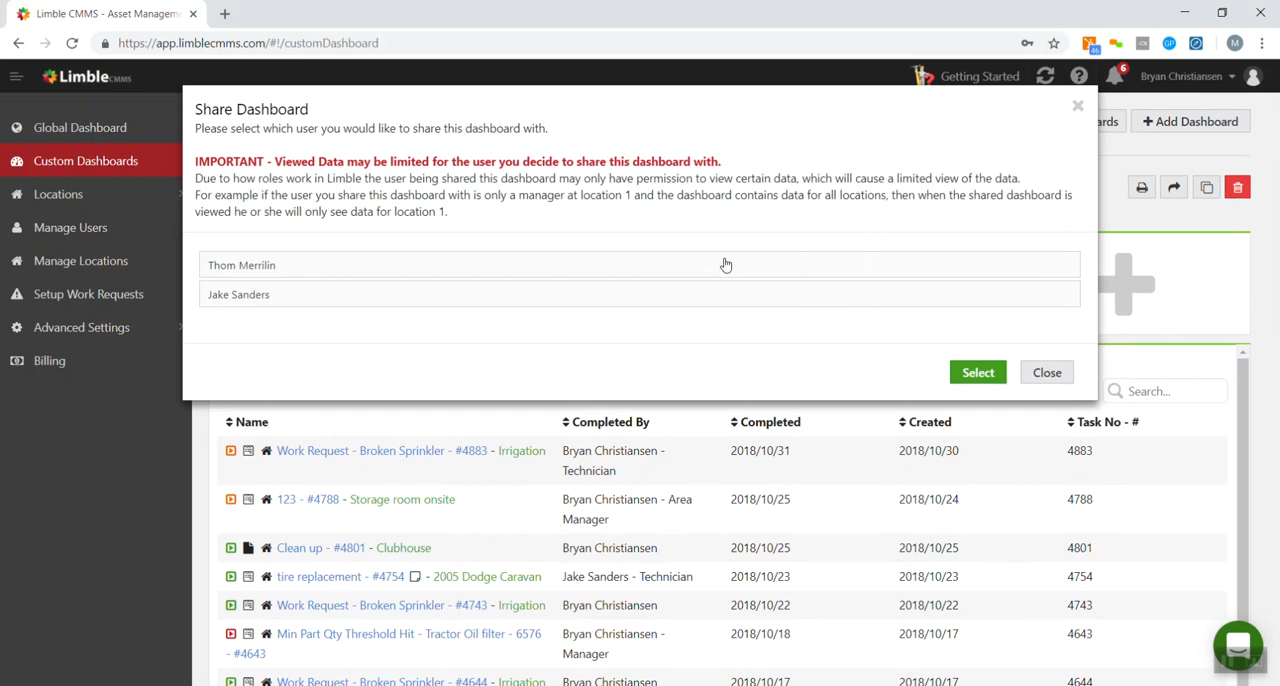 Limble CMMS - Asset Manageme
https://app.limblecmms.com/#!/customDashboard
46
M
Limble CMMS
Getting Started
6
Bryan Christiansen
Global Dashboard
Custom Dashboards
Locations
Manage Users
Manage Locations
Setup Work Requests
Advanced Settings
Billing
ards
+ Add Dashboard
Share Dashboard
Please select which user you would like to share this dashboard with.
IMPORTANT - Viewed Data may be limited for the user you decide to share this dashboard with.
Due to how roles work in Limble the user being shared this dashboard may only have permission to view certain data, which will cause a limited view of the data.
For example if the user you share this dashboard with is only a manager at location 1 and the dashboard contains data for all locations, then when the shared dashboard is
viewed he or she will only see data for location 1.
Thom Merrilin
Jake Sanders
Select
Close
Search...
Name Completed By Completed Created Task No - #
Work Request - Broken Sprinkler - #4883 - Irrigation Bryan Christiansen - 2018/10/31 2018/10/30 4883
Technician
123 - #4788 - Storage room onsite Bryan Christiansen - Area 2018/10/25 2018/10/24 4788
Manager
Clean up - #4801 - Clubhouse Bryan Christiansen 2018/10/25 2018/10/25 4801
tire replacement - #4754 - 2005 Dodge Caravan Jake Sanders - Technician 2018/10/23 2018/10/23 4754
Work Request - Broken Sprinkler - #4743 - Irrigation Bryan Christiansen 2018/10/22 2018/10/22 4743
Min Part Qty Threshold Hit - Tractor Oil filter - 6576 Bryan Christiansen - 2018/10/18 2018/10/17 4643
- #4643 Manager
Work Request - Broken Sprinkler - #4644 - Irrigation Bryan Christiansen 2018/10/17 2018/10/17 4644